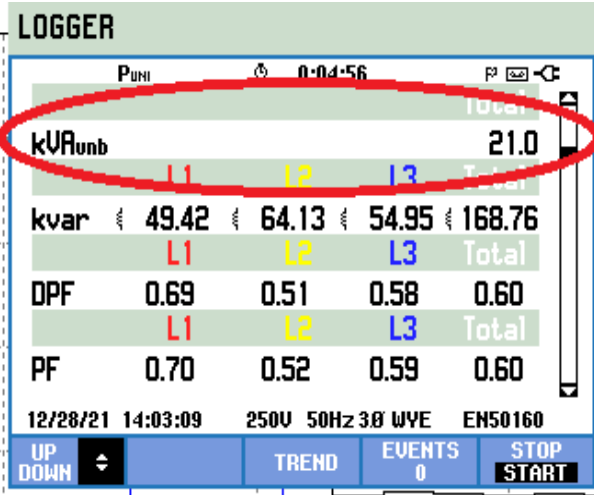 LOGGER
PUNI 0:04:56
Total
kVAunb 21.0
L1 L2 L3 Total
kvar 49.42 64.13 54.95 168.76
L1 L2 L3 Total
DPF 0.69 0.51 0.58 0.60
L1 L2 L3 Total
PF 0.70 0.52 0.59 0.60
12/28/21 14:03:09 250V 50Hz 3Ø WYE EN50160
UP DOWN TREND EVENTS 0 STOP START